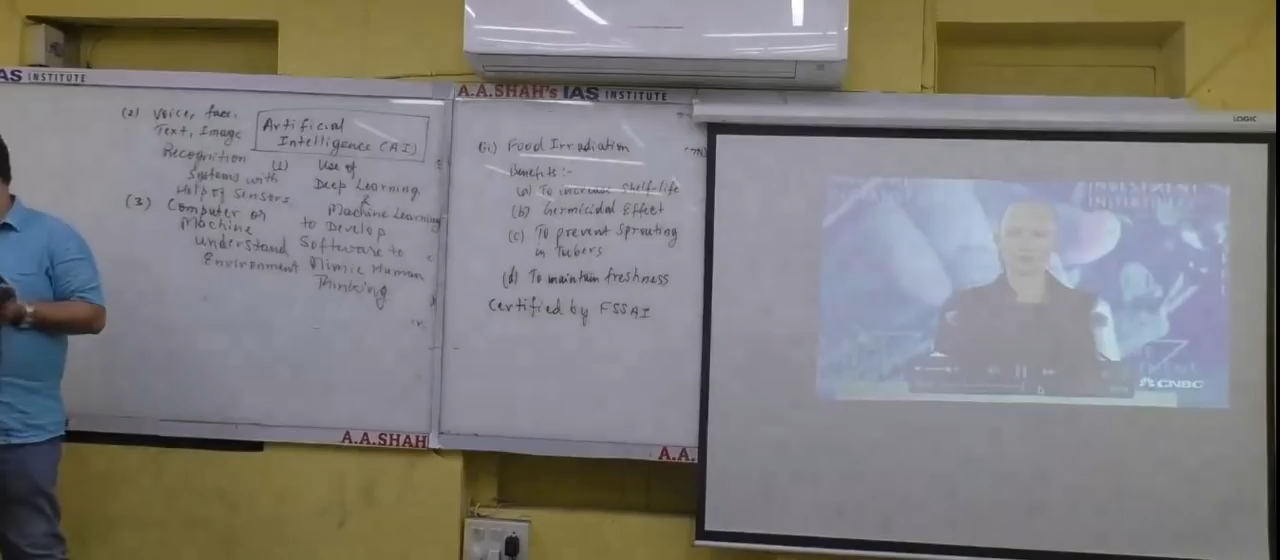 AS INSTITUTE
(2) Voice, face,
Text, Image
Recognition
Systems with
Help of Sensors
(3) Computer or
Machine
understand
Environment
Artificial
Intelligence (AI)
(1) Use of
Deep Learning
&
Machine Learning
to Develop
Software to
Mimic Human
Thinking
A.A.SHAH
A.A.SHAH's IAS INSTITUTE
(ii) Food Irradiation
Benefits :-
(a) To increase Shelf-life
(b) Germicidal Effect
(c) To prevent Sprouting
in Tubers
(d) To maintain freshness
Certified by FSSAI
A.A.
LOGIC
INVESTMENT
CNBC